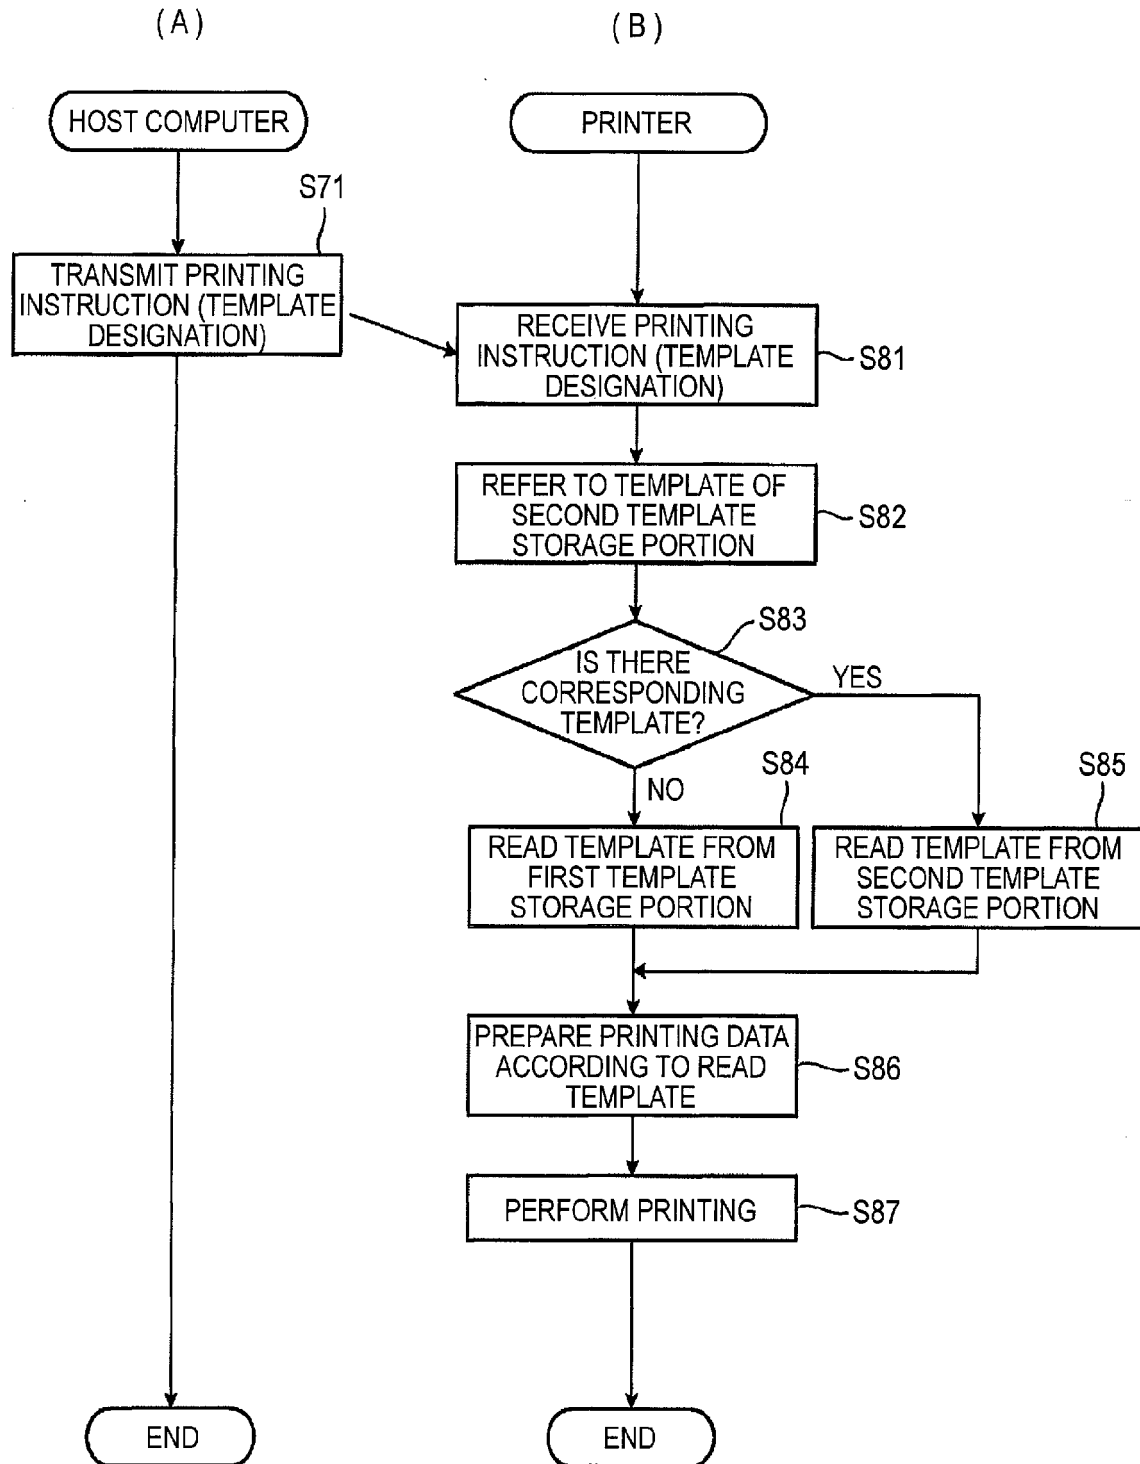 (A)
(B)
HOST COMPUTER
PRINTER
S71
TRANSMIT PRINTING
INSTRUCTION (TEMPLATE
DESIGNATION)
RECEIVE PRINTING
INSTRUCTION (TEMPLATE
DESIGNATION)
S81
REFER TO TEMPLATE OF
SECOND TEMPLATE
STORAGE PORTION
S82
S83
IS THERE
CORRESPONDING
TEMPLATE?
YES
NO
S84
S85
READ TEMPLATE FROM
FIRST TEMPLATE
STORAGE PORTION
READ TEMPLATE FROM
SECOND TEMPLATE
STORAGE PORTION
PREPARE PRINTING DATA
ACCORDING TO READ
TEMPLATE
S86
PERFORM PRINTING
S87
END
END